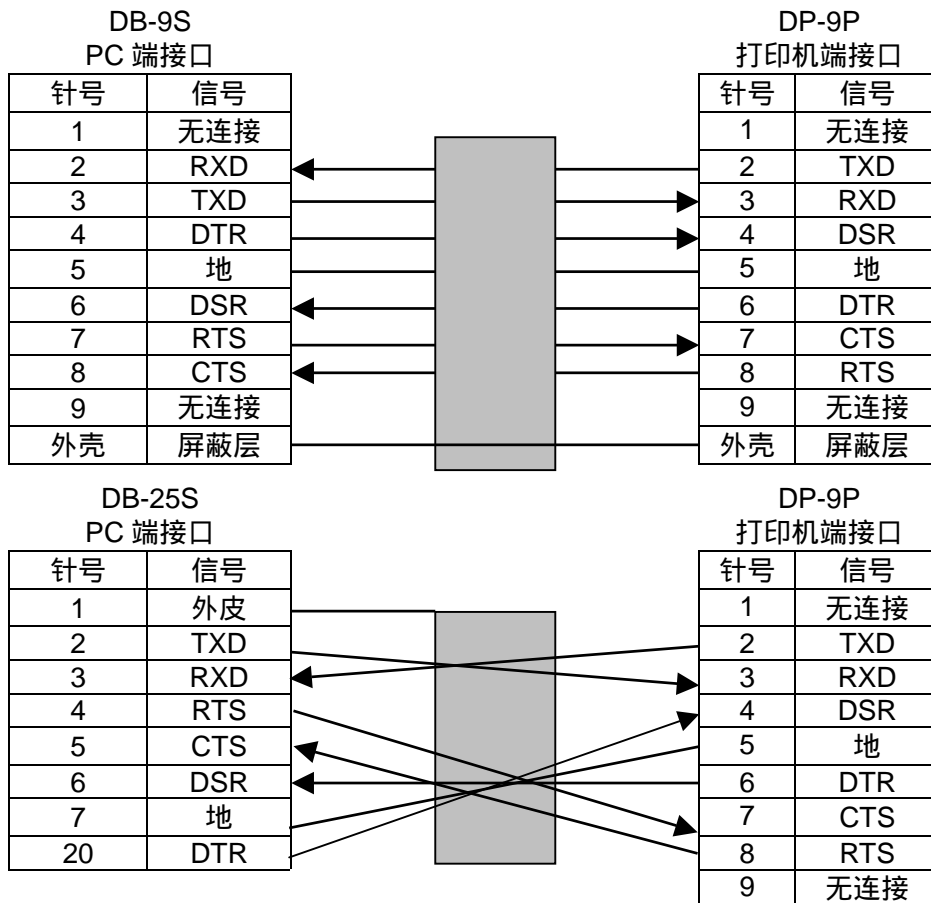 DB-9S DP-9P
PC 端接口 打印机端接口
针号 信号 针号 信号
1 无连接 1 无连接
2 RXD 2 TXD
3 TXD 3 RXD
4 DTR 4 DSR
5 地 5 地
6 DSR 6 DTR
7 RTS 7 CTS
8 CTS 8 RTS
9 无连接 9 无连接
外壳 屏蔽层 外壳 屏蔽层
DB-25S DP-9P
PC 端接口 打印机端接口
针号 信号 针号 信号
1 外皮 1 无连接
2 TXD 2 TXD
3 RXD 3 RXD
4 RTS 4 DSR
5 CTS 5 地
6 DSR 6 DTR
7 地 7 CTS
20 DTR 8 RTS
9 无连接